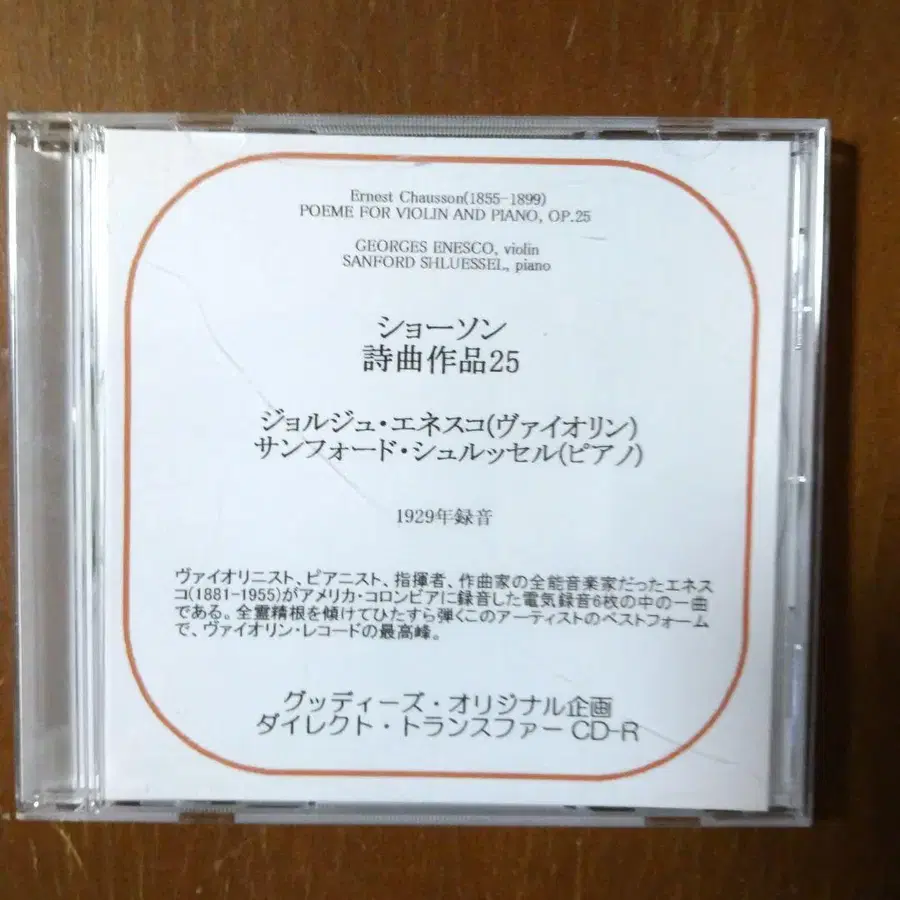 Ernest Chausson(1855-1899)
POEME FOR VIOLIN AND PIANO, OP.25
GEORGES ENESCO, violin
SANFORD SHLUESSEL, piano
ショーソン
詩曲作品25
ジョルジュ・エネスコ(ヴァイオリン)
サンフォード・シュルッセル(ピアノ)
1929年録音
ヴァイオリニスト、ピアニスト、指揮者、作曲家の全能音楽家だったエネス
コ(1881-1955)がアメリカ・コロンビアに録音した電気録音6枚の中の一曲
である。全霊精根を傾けてひたすら弾くこのアーティストのベストフォーム
で、ヴァイオリン・レコードの最高峰。
グッディーズ・オリジナル企画
ダイレクト・トランスファー CD-R